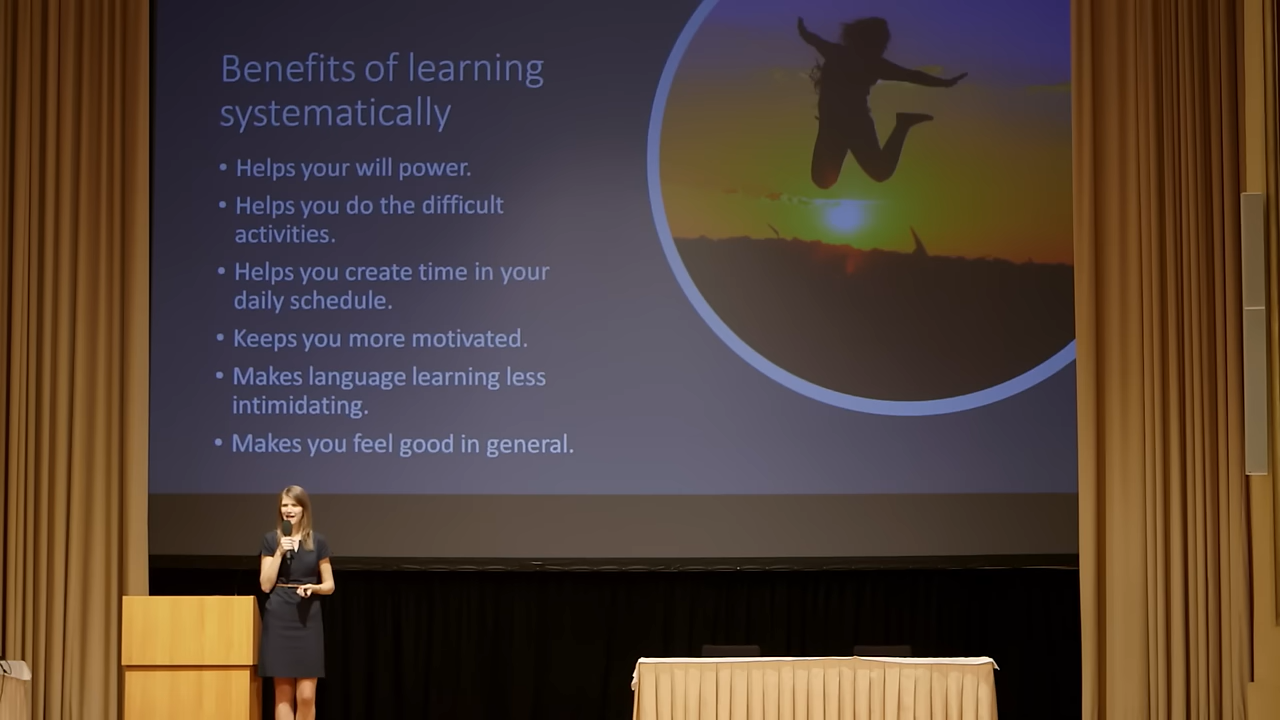 Benefits of learning
systematically
• Helps your will power.
• Helps you do the difficult
activities.
• Helps you create time in your
daily schedule.
• Keeps you more motivated.
• Makes language learning less
intimidating.
• Makes you feel good in general.